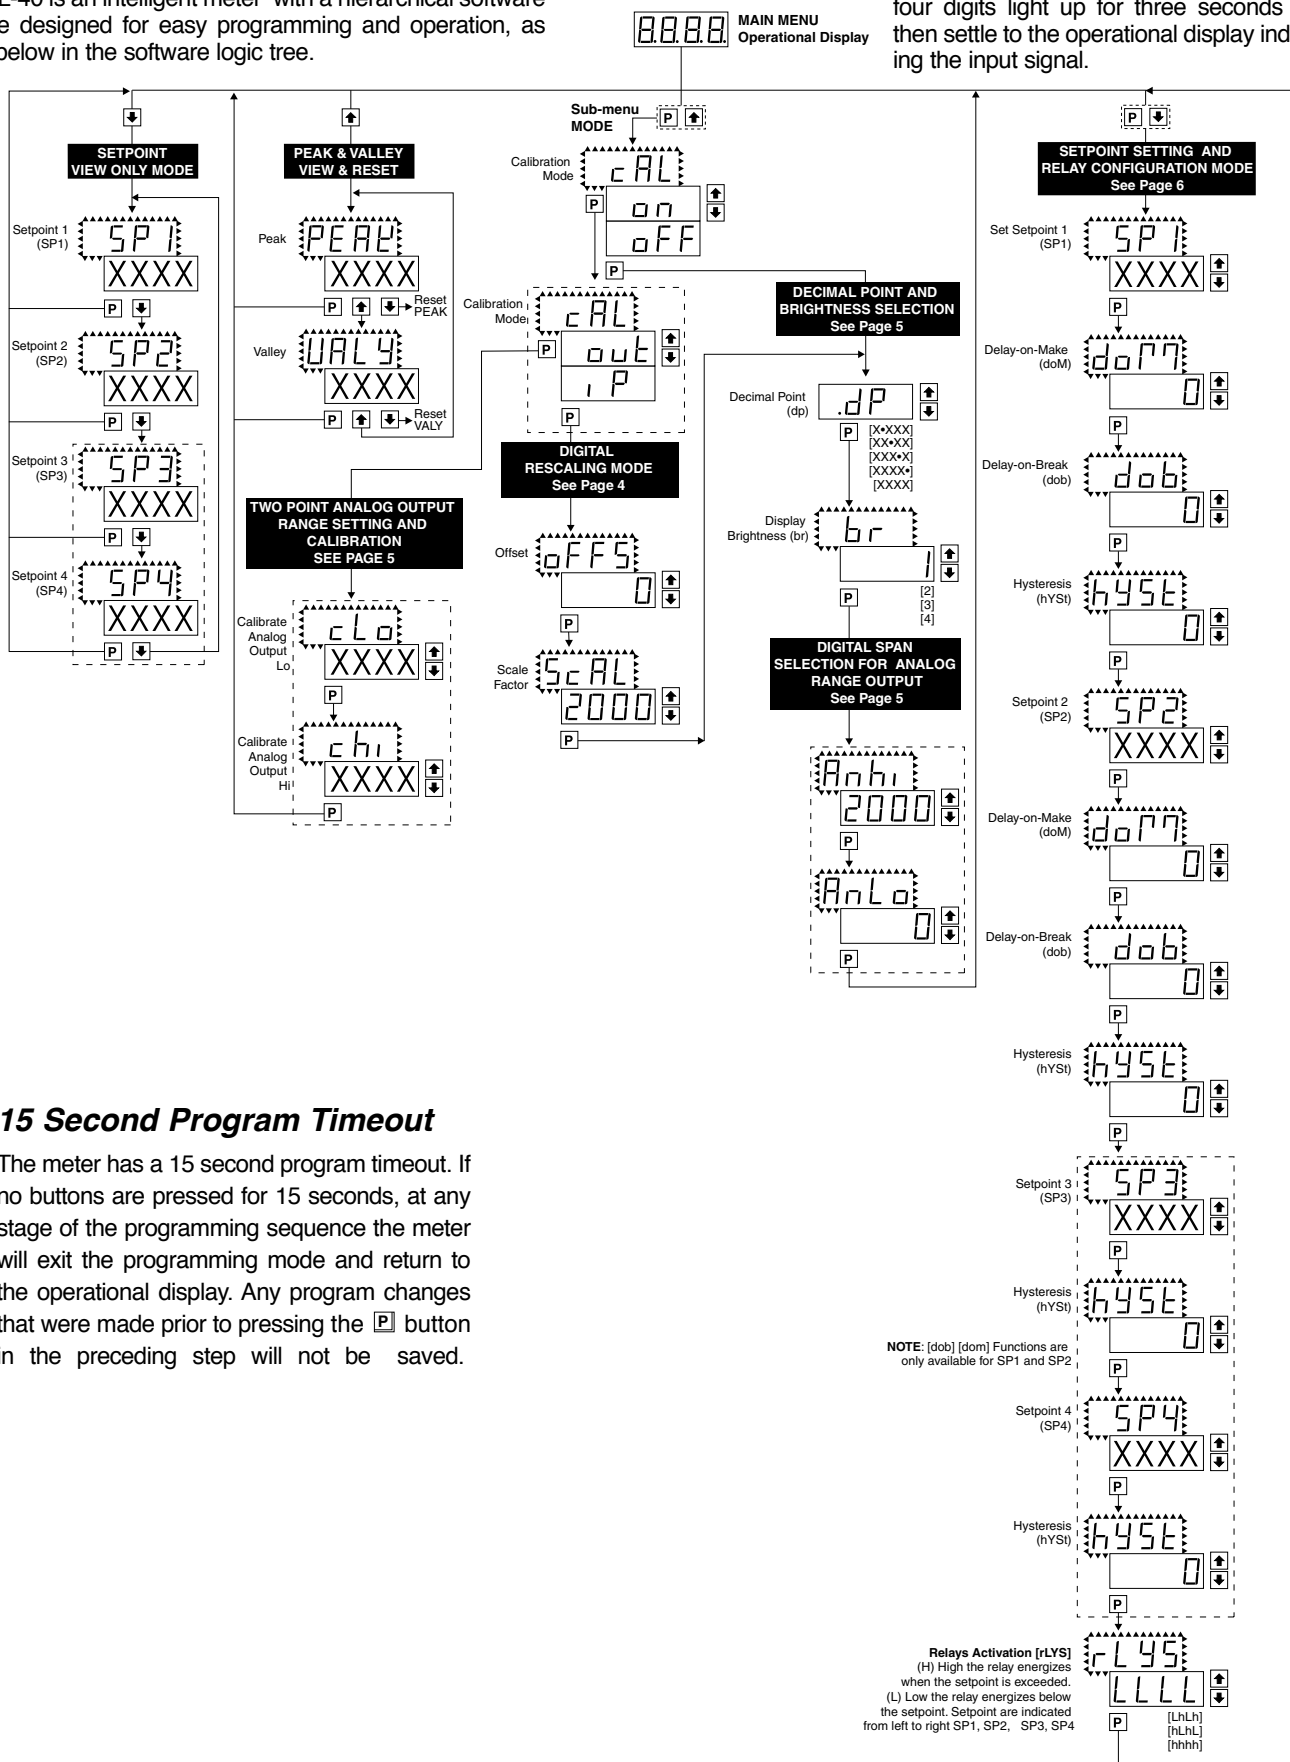 E-40 is an intelligent meter with a hierarchical software
e designed for easy programming and operation, as
below in the software logic tree.
8.8.8.8.
MAIN MENU
Operational Display
four digits light up for three seconds
then settle to the operational display ind
ing the input signal.
SETPOINT
VIEW ONLY MODE
Setpoint 1
(SP1)
SP1
XXXX
P
Setpoint 2
(SP2)
SP2
XXXX
P
Setpoint 3
(SP3)
SP3
XXXX
P
Setpoint 4
(SP4)
SP4
XXXX
P
PEAK & VALLEY
VIEW & RESET
Peak
PEAK
XXXX
P
Reset
PEAK
Valley
VALY
XXXX
P
Reset
VALY
TWO POINT ANALOG OUTPUT
RANGE SETTING AND
CALIBRATION
SEE PAGE 5
Calibrate
Analog
Output
Lo
cLo
XXXX
P
Calibrate
Analog
Output
Hi
chi
XXXX
P
Sub-menu
MODE
P
Calibration
Mode
cAL
P
on
oFF
P
Calibration
Mode
cAL
P
out
iP
P
DIGITAL
RESCALING MODE
See Page 4
Offset
oFFS
0
P
Scale
Factor
ScAL
2000
P
DECIMAL POINT AND
BRIGHTNESS SELECTION
See Page 5
Decimal Point
(dp)
.dP
P
[X•XXX]
[XX•XX]
[XXX•X]
[XXXX•]
[XXXX]
Display
Brightness (br)
br
1
P
[2]
[3]
[4]
DIGITAL SPAN
SELECTION FOR ANALOG
RANGE OUTPUT
See Page 5
Anhi
2000
P
AnLo
0
P
P
SETPOINT SETTING AND
RELAY CONFIGURATION MODE
See Page 6
Set Setpoint 1
(SP1)
SP1
XXXX
P
Delay-on-Make
(doM)
doM
0
P
Delay-on-Break
(dob)
dob
0
P
Hysteresis
(hYSt)
hYSt
0
P
Setpoint 2
(SP2)
SP2
XXXX
P
Delay-on-Make
(doM)
doM
0
P
Delay-on-Break
(dob)
dob
0
P
Hysteresis
(hYSt)
hYSt
0
P
Setpoint 3
(SP3)
SP3
XXXX
P
Hysteresis
(hYSt)
hYSt
0
NOTE: [dob] [dom] Functions are
only available for SP1 and SP2
P
Setpoint 4
(SP4)
SP4
XXXX
P
Hysteresis
(hYSt)
hYSt
0
P
Relays Activation [rLYS]
(H) High the relay energizes
when the setpoint is exceeded.
(L) Low the relay energizes below
the setpoint. Setpoint are indicated
from left to right SP1, SP2, SP3, SP4
rLYS
LLLL
P
[LhLh]
[hLhL]
[hhhh]
15 Second Program Timeout
The meter has a 15 second program timeout. If
no buttons are pressed for 15 seconds, at any
stage of the programming sequence the meter
will exit the programming mode and return to
the operational display. Any program changes
that were made prior to pressing the P button
in the preceding step will not be saved.